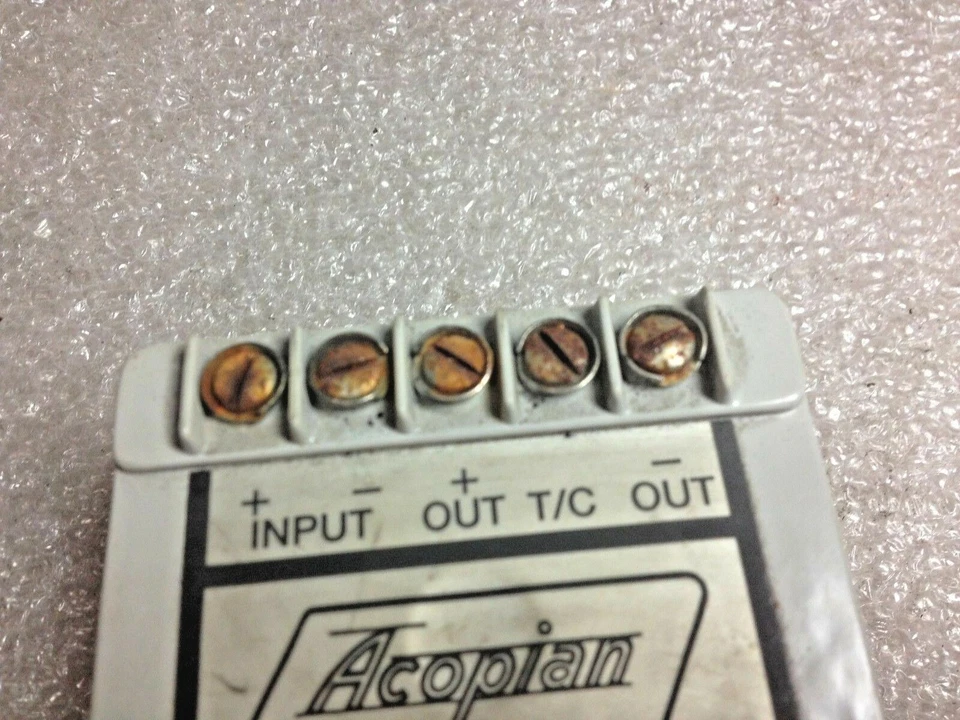 + − + −
INPUT OUT T/C OUT
Acopian